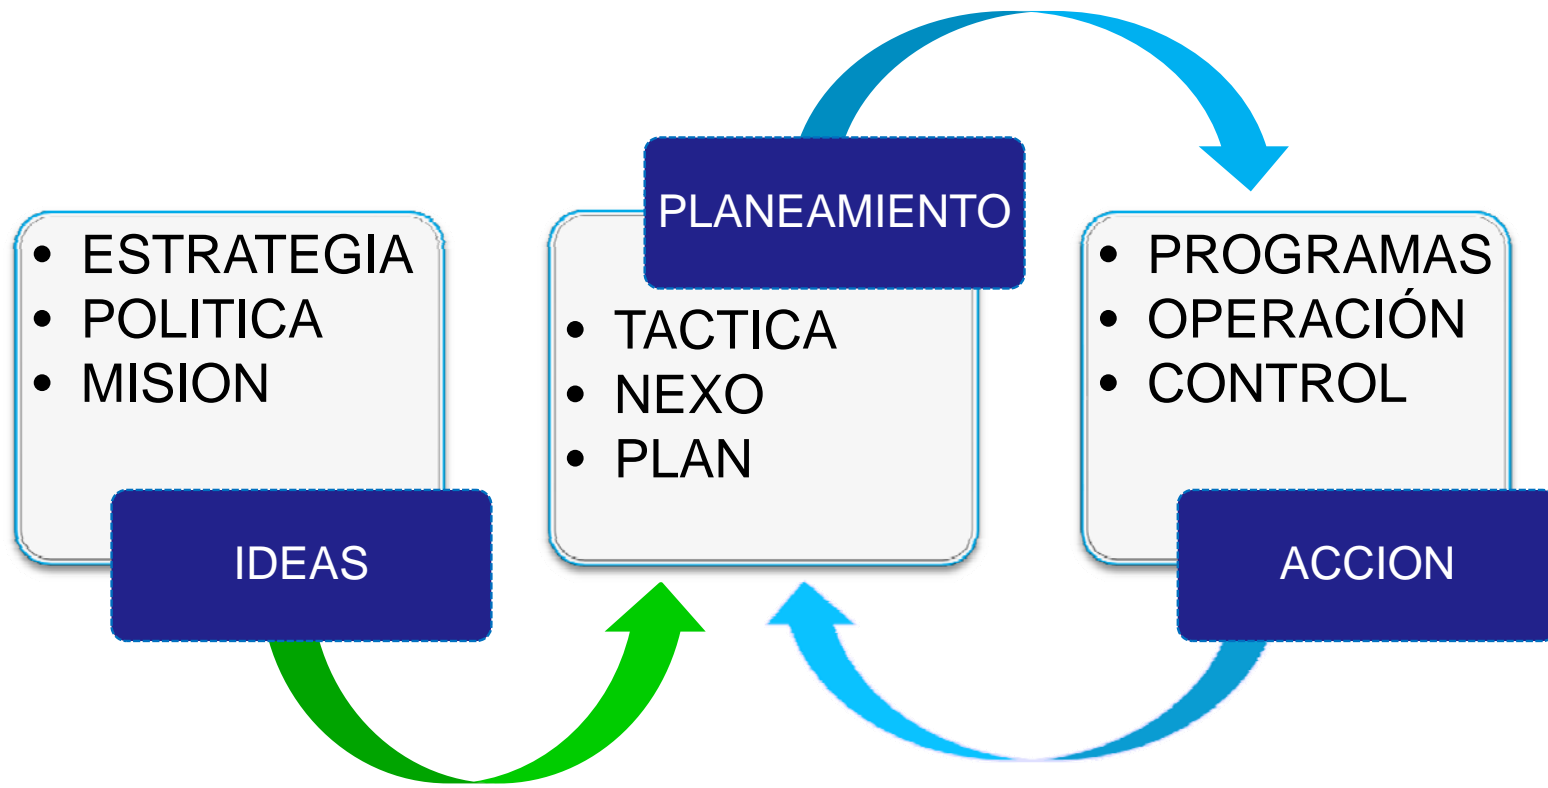 • ESTRATEGIA
• POLITICA
• MISION
IDEAS
PLANEAMIENTO
• TACTICA
• NEXO
• PLAN
• PROGRAMAS
• OPERACIÓN
• CONTROL
ACCION